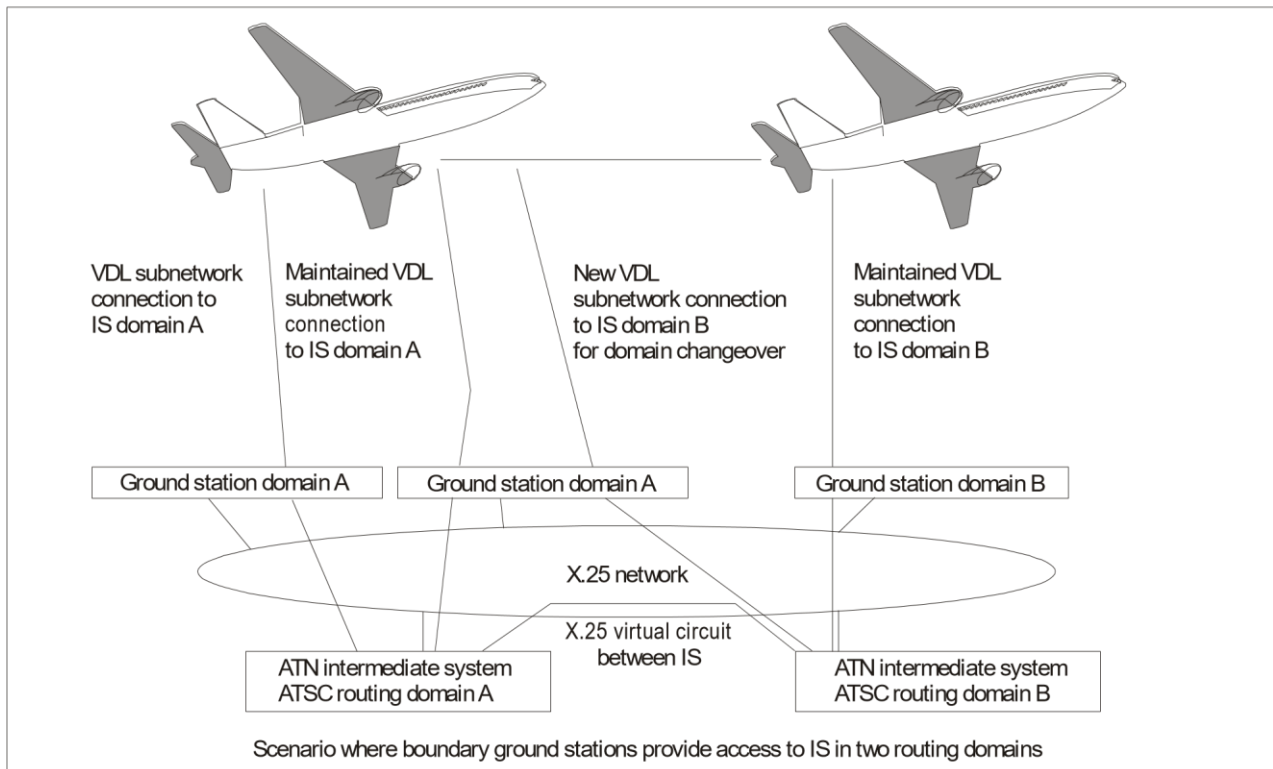 VDL subnetwork
connection to
IS domain A
Maintained VDL
subnetwork
connection
to IS domain A
New VDL
subnetwork connection
to IS domain B
for domain changeover
Maintained VDL
subnetwork
connection
to IS domain B
Ground station domain A
Ground station domain A
Ground station domain B
X.25 network
X.25 virtual circuit
between IS
ATN intermediate system
ATSC routing domain A
ATN intermediate system
ATSC routing domain B
Scenario where boundary ground stations provide access to IS in two routing domains